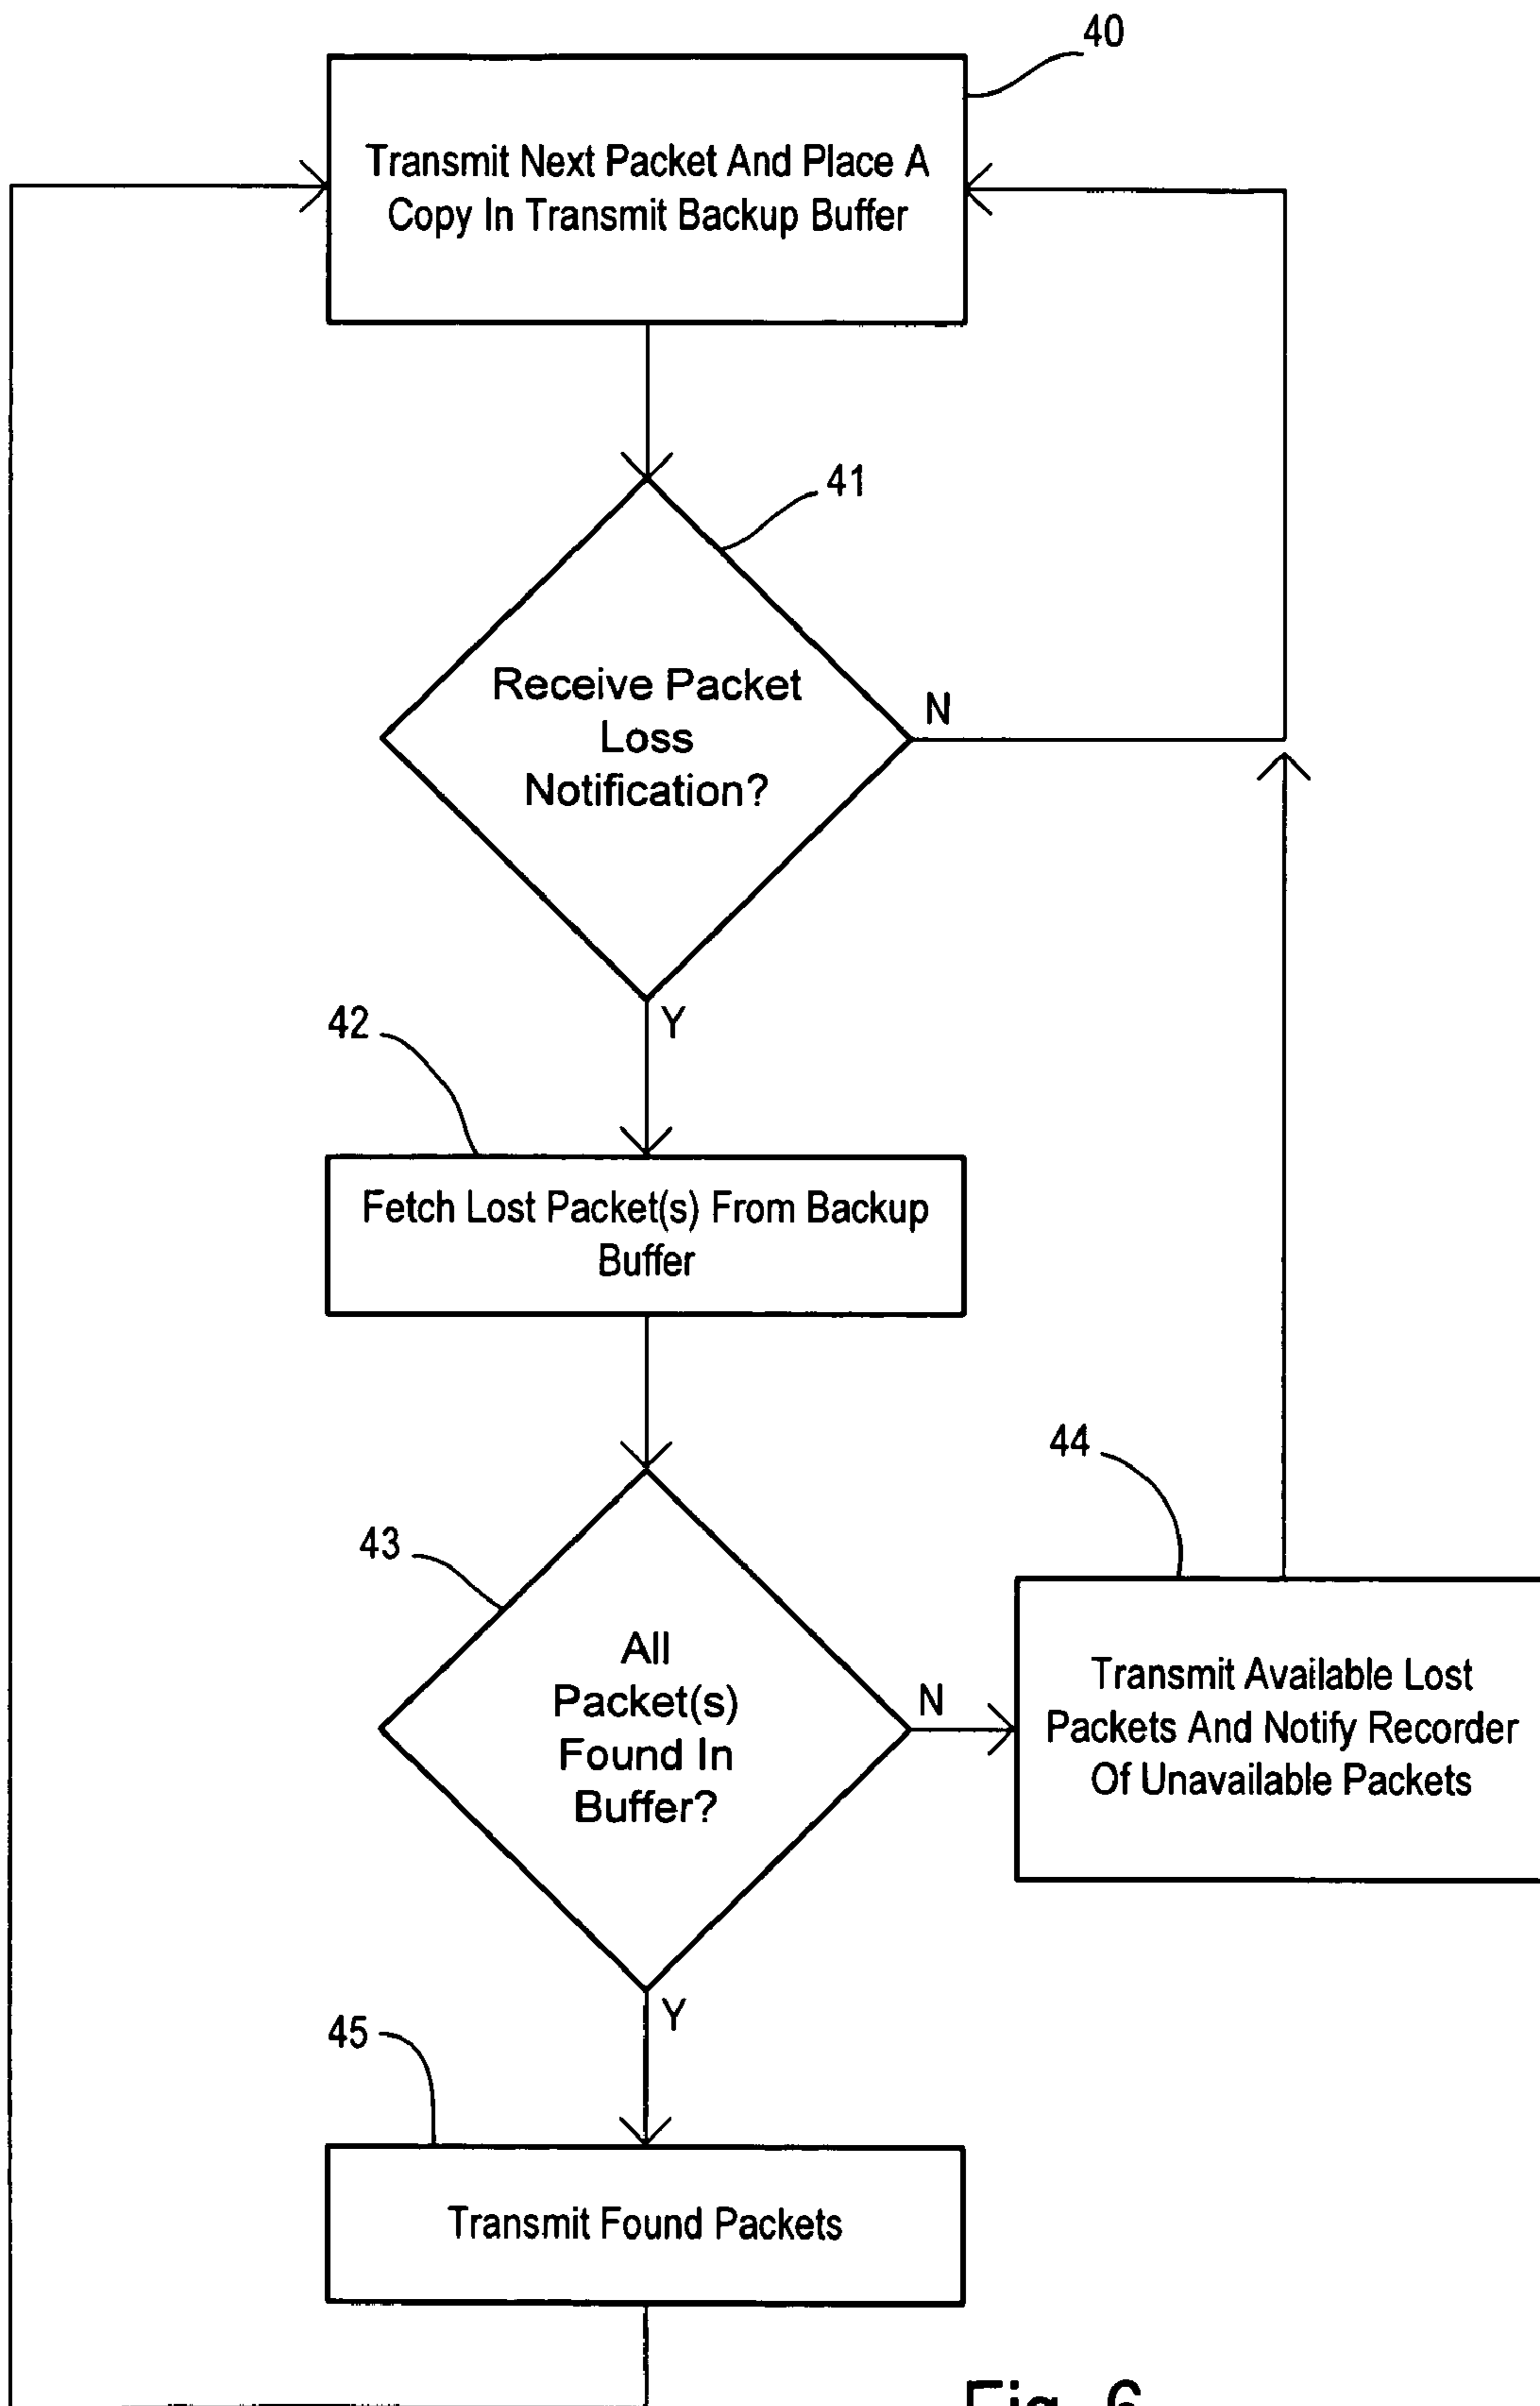 40
Transmit Next Packet And Place A
Copy In Transmit Backup Buffer
41
Receive Packet
Loss
Notification?
N
Y
42
Fetch Lost Packet(s) From Backup
Buffer
43
All
Packet(s)
Found In
Buffer?
N
44
Transmit Available Lost
Packets And Notify Recorder
Of Unavailable Packets
Y
45
Transmit Found Packets
Fig. 6